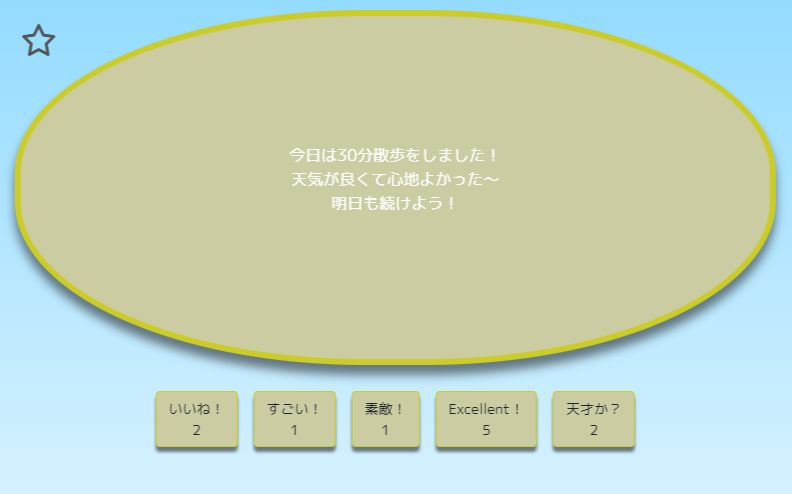 今日は30分散歩をしました！
天気が良くて心地よかった～
明日も続けよう！
いいね！
2
すごい！
1
素敵！
1
Excellent！
5
天才か？
2